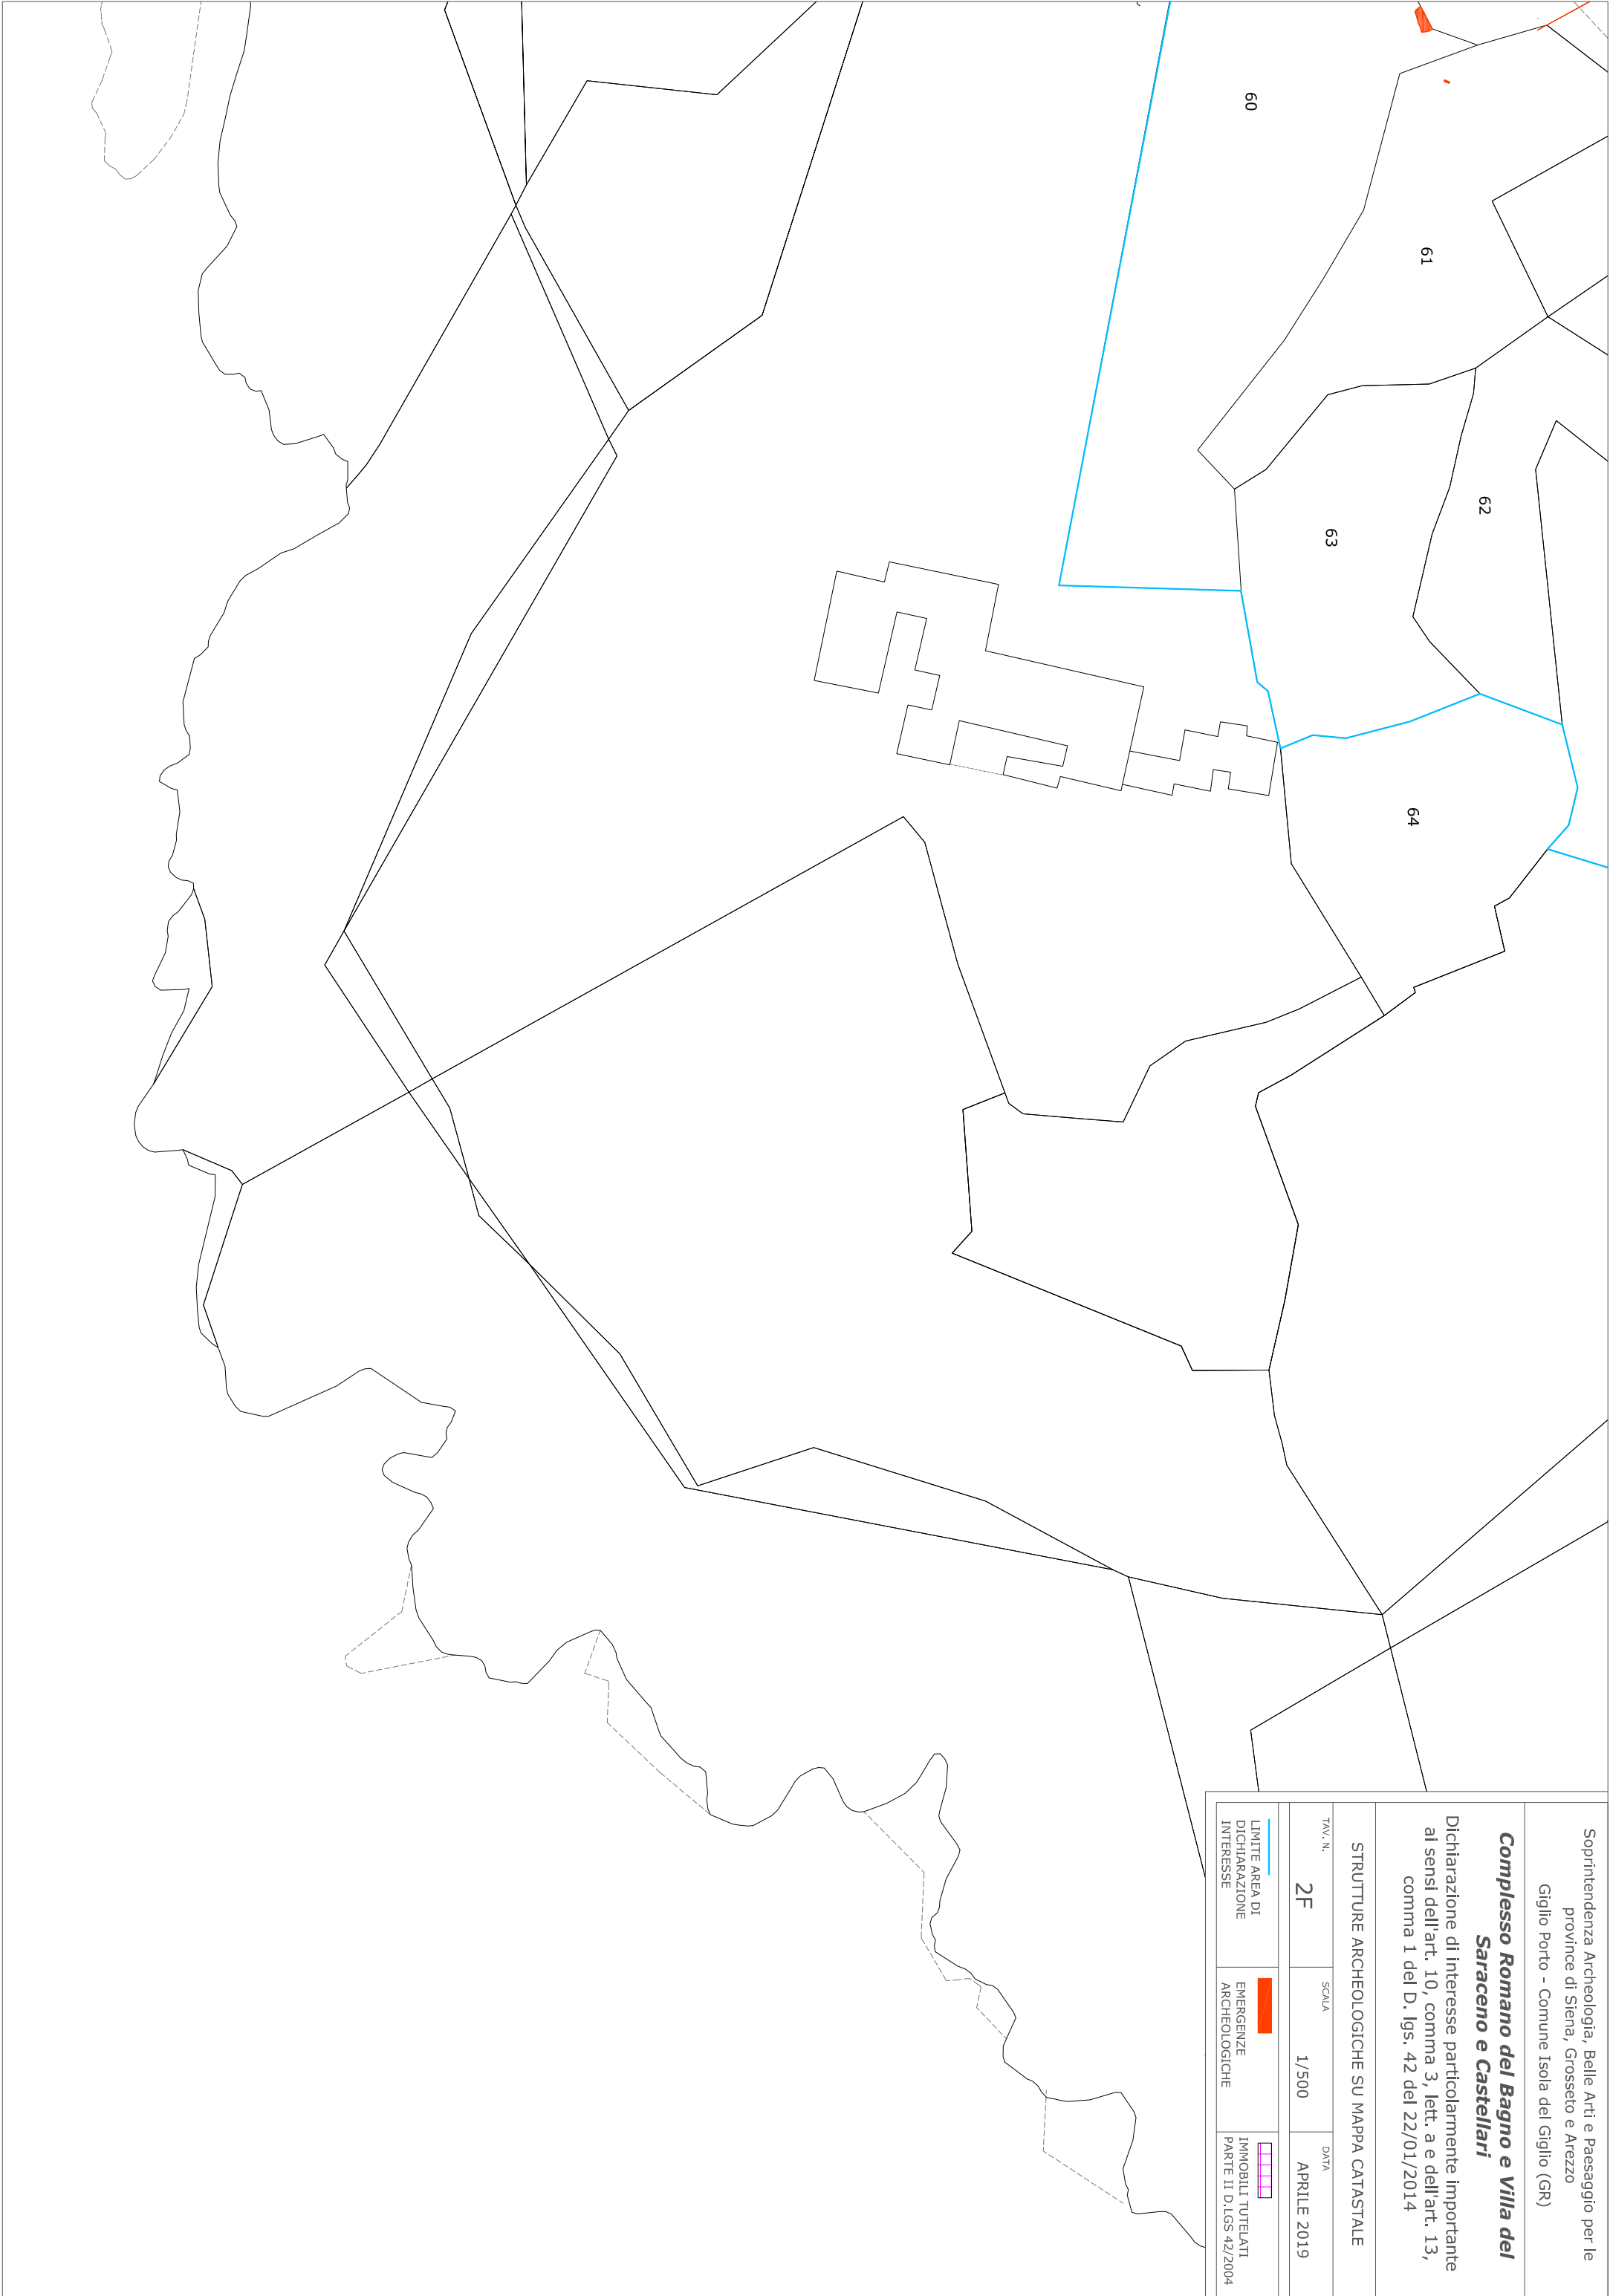 60
61
62
63
64
Soprintendenza Archeologia, Belle Arti e Paesaggio per le
province di Siena, Grosseto e Arezzo
Giglio Porto - Comune Isola del Giglio (GR)
Complesso Romano del Bagno e Villa del
Saraceno e Castellari
Dichiarazione di interesse particolarmente importante
ai sensi dell'art. 10, comma 3, lett. a e dell'art. 13,
comma 1 del D. lgs. 42 del 22/01/2014
STRUTTURE ARCHEOLOGICHE SU MAPPA CATASTALE
TAV. N.
2F
SCALA
1/500
DATA
APRILE 2019
LIMITE AREA DI
DICHIARAZIONE
INTERESSE
EMERGENZE
ARCHEOLOGICHE
IMMOBILI TUTELATI
PARTE II D.LGS 42/2004